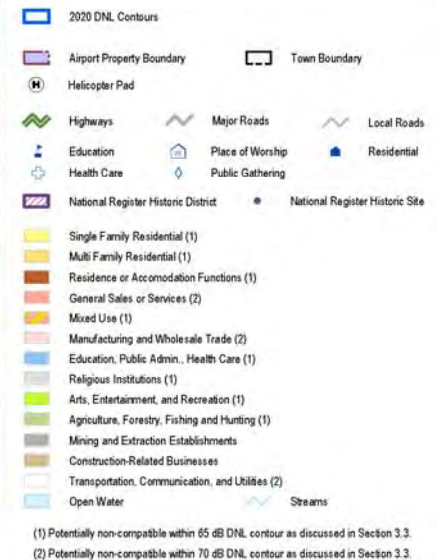 2020 DNL Contours
Airport Property Boundary Town Boundary
H Helicopter Pad
Highways Major Roads Local Roads
Education Place of Worship Residential
Health Care Public Gathering
National Register Historic District National Register Historic Site
Single Family Residential (1)
Multi Family Residential (1)
Residence or Accomodation Functions (1)
General Sales or Services (2)
Mixed Use (1)
Manufacturing and Wholesale Trade (2)
Education, Public Admin., Health Care (1)
Religious Institutions (1)
Arts, Entertainment, and Recreation (1)
Agriculture, Forestry, Fishing and Hunting (1)
Mining and Extraction Establishments
Construction-Related Businesses
Transportation, Communication, and Utilities (2)
Open Water Streams
(1) Potentially non-compatible within 65 dB DNL contour as discussed in Section 3.3.
(2) Potentially non-compatible within 70 dB DNL contour as discussed in Section 3.3.